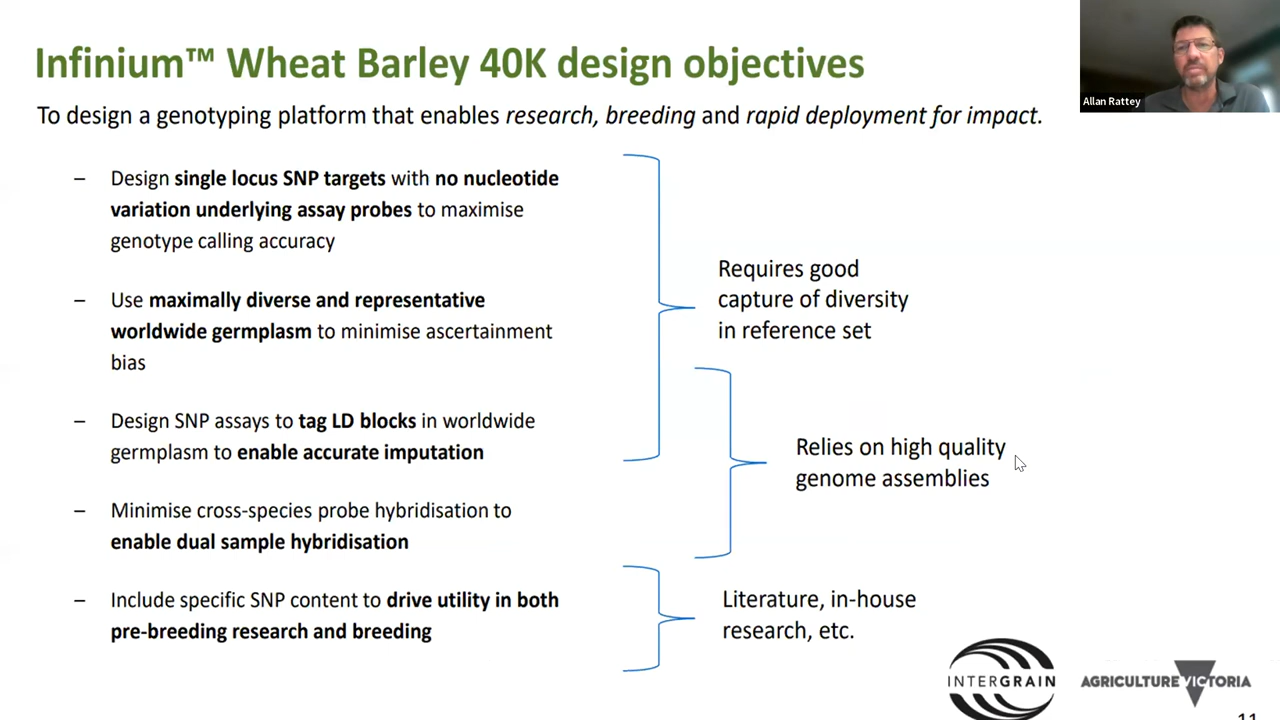 Infinium™ Wheat Barley 40K design objectives
To design a genotyping platform that enables research, breeding and rapid deployment for impact.
Allan Rattey
– Design single locus SNP targets with no nucleotide
variation underlying assay probes to maximise
genotype calling accuracy
– Use maximally diverse and representative
worldwide germplasm to minimise ascertainment
bias
– Design SNP assays to tag LD blocks in worldwide
germplasm to enable accurate imputation
– Minimise cross-species probe hybridisation to
enable dual sample hybridisation
– Include specific SNP content to drive utility in both
pre-breeding research and breeding
Requires good
capture of diversity
in reference set
Relies on high quality
genome assemblies
Literature, in-house
research, etc.
INTERGRAIN
AGRICULTURE VICTORIA
11